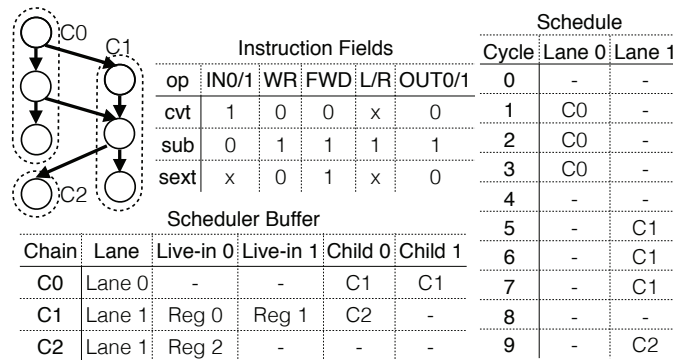 C0
C1
C2
Instruction Fields
op IN0/1 WR FWD L/R OUT0/1
cvt 1 0 0 x 0
sub 0 1 1 1 1
sext x 0 1 x 0
Scheduler Buffer
Chain Lane Live-in 0 Live-in 1 Child 0 Child 1
C0 Lane 0 - - C1 C1
C1 Lane 1 Reg 0 Reg 1 C2 -
C2 Lane 1 Reg 2 - - -
Schedule
Cycle Lane 0 Lane 1
0 - -
1 C0 -
2 C0 -
3 C0 -
4 - -
5 - C1
6 - C1
7 - C1
8 - -
9 - C2